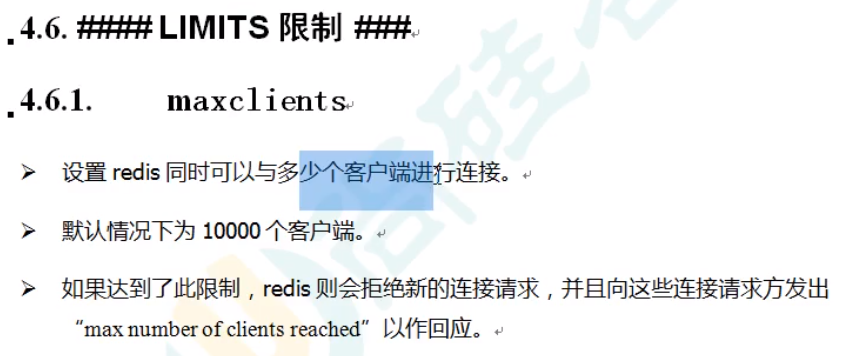 4.6. #### LIMITS 限制 ###
4.6.1. maxclients
➢ 设置 redis 同时可以与多少个客户端进行连接。
➢ 默认情况下为 10000 个客户端。
➢ 如果达到了此限制，redis 则会拒绝新的连接请求，并且向这些连接请求方发出
“max number of clients reached”以作回应。